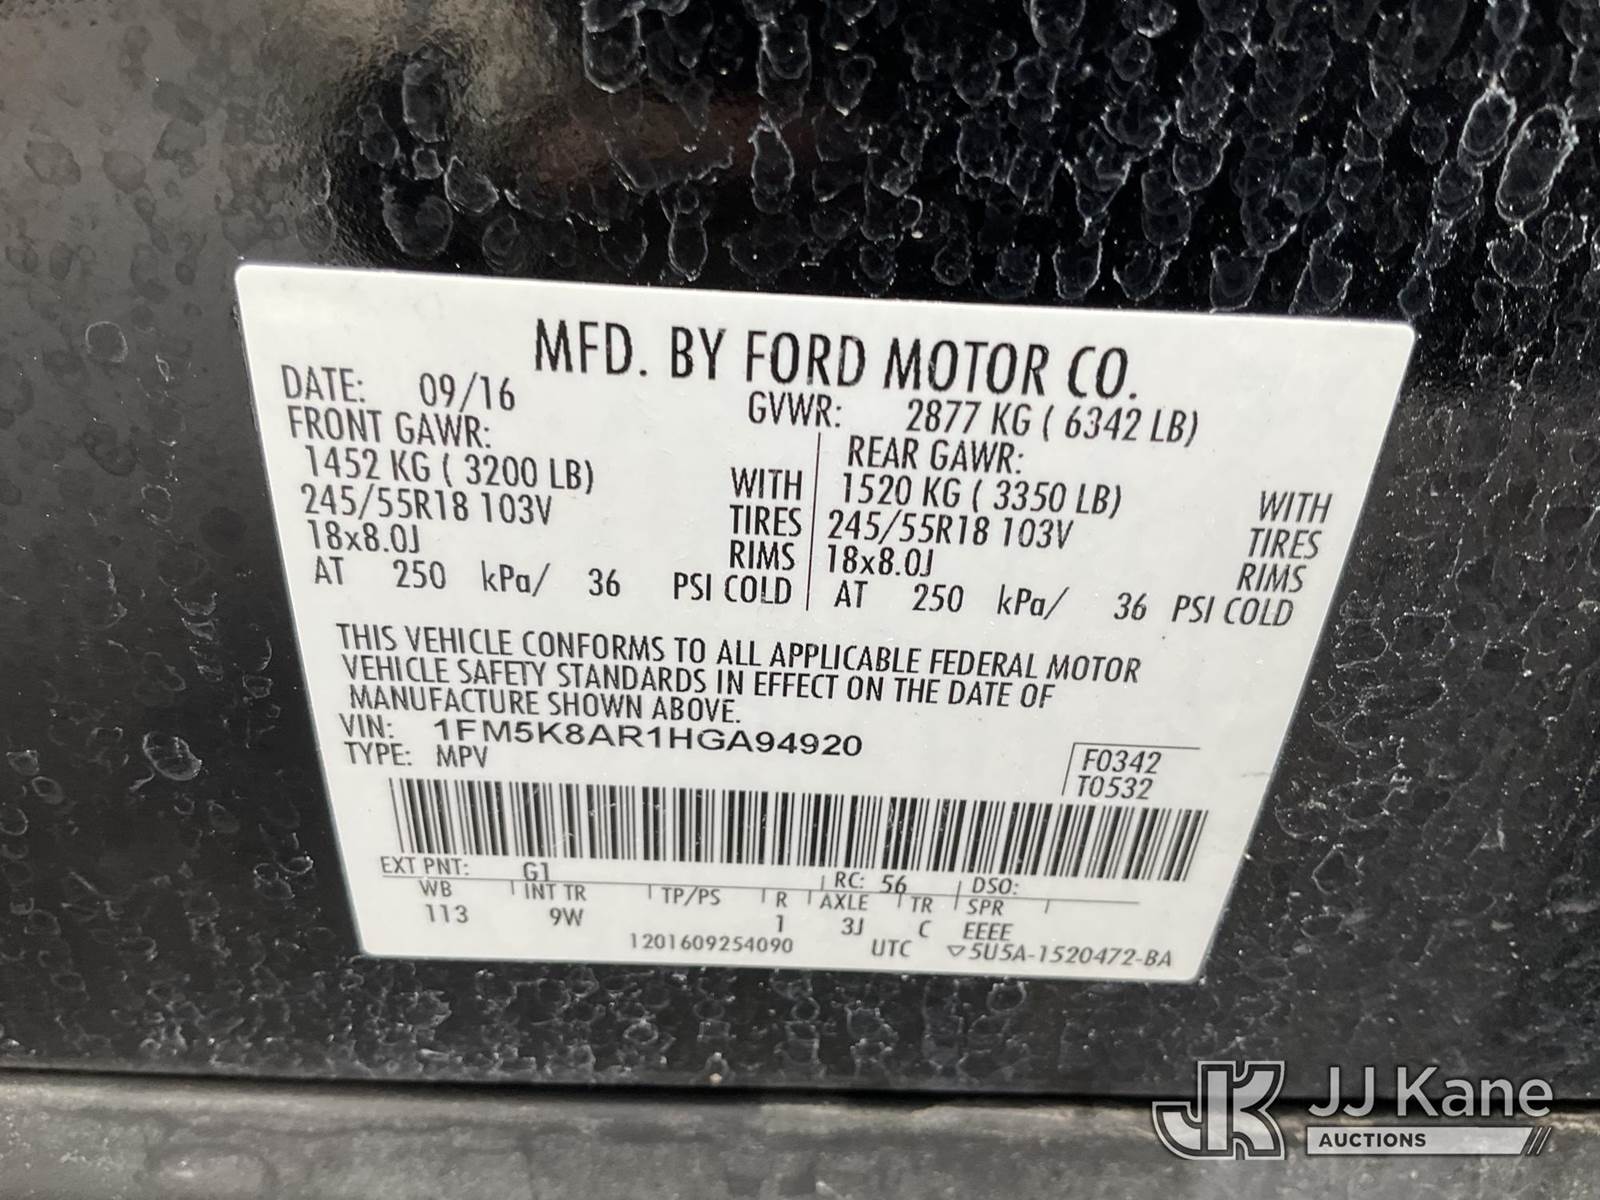 MFD. BY FORD MOTOR CO.
DATE: 09/16 GVWR: 2877 KG ( 6342 LB)
FRONT GAWR: REAR GAWR:
1452 KG ( 3200 LB) WITH 1520 KG ( 3350 LB) WITH
245/55R18 103V TIRES 245/55R18 103V TIRES
18x8.0J RIMS 18x8.0J RIMS
AT 250 kPa/ 36 PSI COLD AT 250 kPa/ 36 PSI COLD
THIS VEHICLE CONFORMS TO ALL APPLICABLE FEDERAL MOTOR
VEHICLE SAFETY STANDARDS IN EFFECT ON THE DATE OF
MANUFACTURE SHOWN ABOVE.
VIN: 1FM5K8AR1HGA94920
TYPE: MPV
F0342
T0532
EXT PNT: G1 RC: 56 DSO:
WB INT TR TP/PS R AXLE TR SPR
113 9W 1 3J C EEEE
1201609254090 UTC ▽5U5A-1520472-BA
JK JJ Kane
AUCTIONS